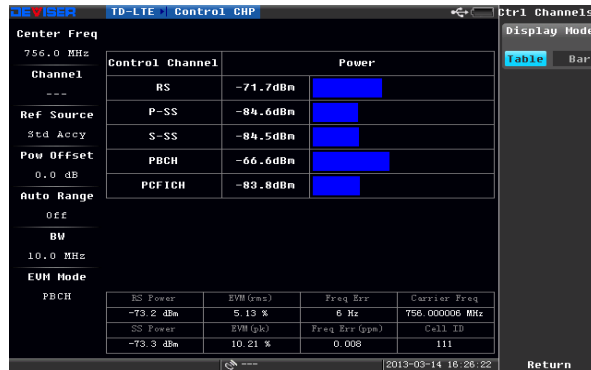 DEVISER TD-LTE Control CHP Ctrl Channels
Center Freq
756.0 MHz
Channel
---
Ref Source
Std Accy
Pow Offset
0.0 dB
Auto Range
Off
BW
10.0 MHz
EVM Mode
PBCH
Control Channel Power
RS -71.7dBm
P-SS -84.6dBm
S-SS -84.5dBm
PBCH -66.6dBm
PCFICH -83.8dBm
RS Power EVM(rms) Freq Err Carrier Freq
-73.2 dBm 5.13 % 6 Hz 756.000006 MHz
SS Power EVM(pk) Freq Err(ppm) Cell ID
-73.3 dBm 10.21 % 0.008 111
--- 2013-03-14 16:26:22
Display Mode
Table Bar
Return